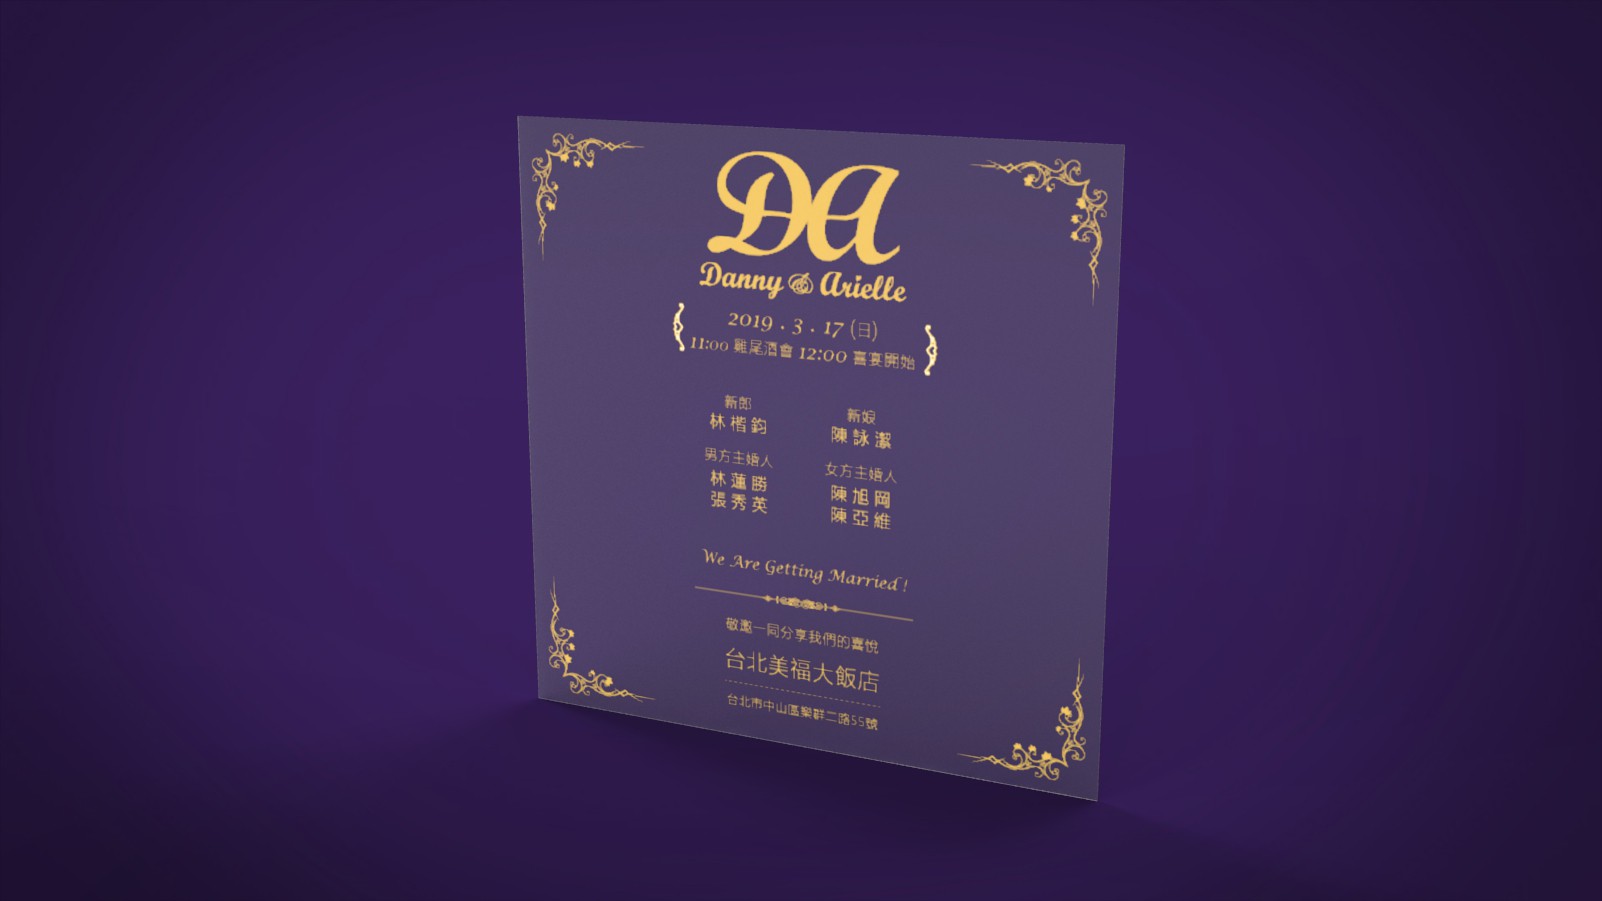 DA
Danny & Arielle
2019 . 3 . 17 (日)
11:00 雞尾酒會 12:00 喜宴開始
新郎
林楷鈞
新娘
陳詠潔
男方主婚人
林蓮勝
張秀英
女方主婚人
陳旭岡
陳亞維
We Are Getting Married !
敬邀一同分享我們的喜悅
台北美福大飯店
台北市中山區樂群二路55號